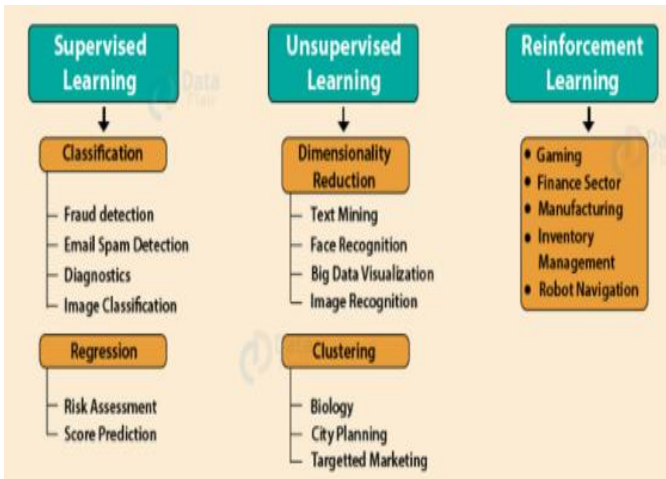 Supervised
Learning
Classification
Fraud detection
Email Spam Detection
Diagnostics
Image Classification
Regression
Risk Assessment
Score Prediction
Unsupervised
Learning
Dimensionality
Reduction
Text Mining
Face Recognition
Big Data Visualization
Image Recognition
Clustering
Biology
City Planning
Targetted Marketing
Reinforcement
Learning
Gaming
Finance Sector
Manufacturing
Inventory
Management
Robot Navigation
Data
Flair